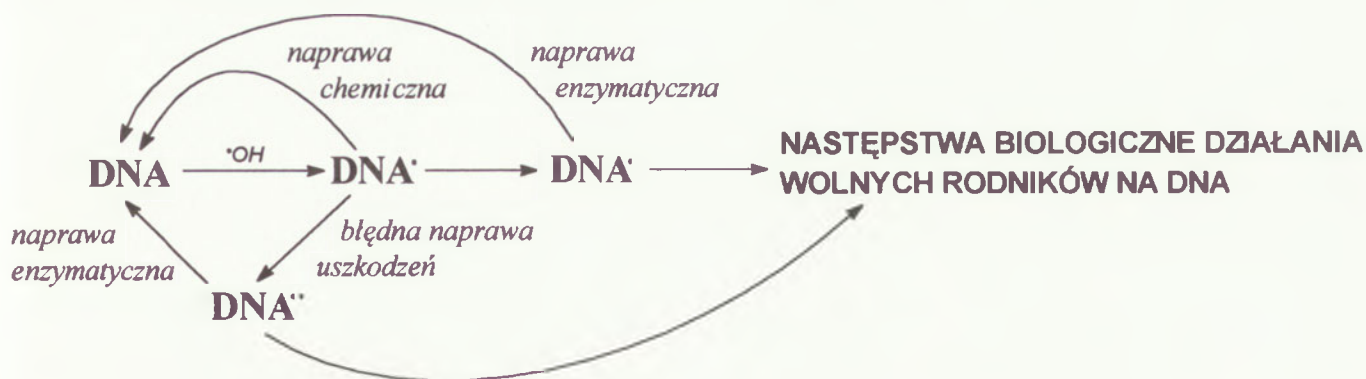 naprawa
chemiczna
naprawa
enzymatyczna
DNA
•OH
DNA•
DNA•
NASTĘPSTWA BIOLOGICZNE DZIAŁANIA
WOLNYCH RODNIKÓW NA DNA
naprawa
enzymatyczna
błędna naprawa
uszkodzeń
DNA••